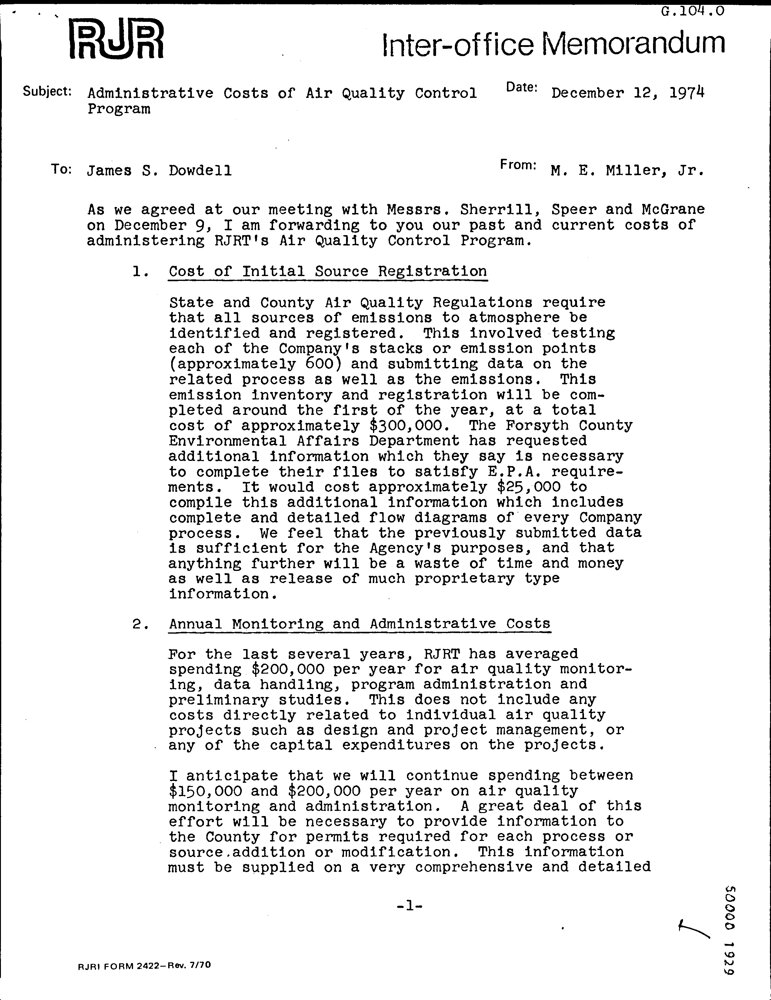 G.104.0
RJR
Inter-office Memorandum
Subject: Administrative Costs of Air Quality Control Date: December 12, 1974
Program
To: James S. Dowdell From: M. E. Miller, Jr.
As we agreed at our meeting with Messrs. Sherrill, Speer and McGrane
on December 9, I am forwarding to you our past and current costs of
administering RJRT's Air Quality Control Program.
1. Cost of Initial Source Registration
State and County Air Quality Regulations require
that all sources of emissions to atmosphere be
identified and registered. This involved testing
each of the Company's stacks or emission points
(approximately 600) and submitting data on the
related process as well as the emissions. This
emission inventory and registration will be com-
pleted around the first of the year, at a total
cost of approximately $300,000. The Forsyth County
Environmental Affairs Department has requested
additional information which they say is necessary
to complete their files to satisfy E.P.A. require-
ments. It would cost approximately $25,000 to
compile this additional information which includes
complete and detailed flow diagrams of every Company
process. We feel that the previously submitted data
is sufficient for the Agency's purposes, and that
anything further will be a waste of time and money
as well as release of much proprietary type
information.
2. Annual Monitoring and Administrative Costs
For the last several years, RJRT has averaged
spending $200,000 per year for air quality monitor-
ing, data handling, program administration and
preliminary studies. This does not include any
costs directly related to individual air quality
projects such as design and project management, or
any of the capital expenditures on the projects.
I anticipate that we will continue spending between
$150,000 and $200,000 per year on air quality
monitoring and administration. A great deal of this
effort will be necessary to provide information to
the County for permits required for each process or
source.addition or modification. This information
must be supplied on a very comprehensive and detailed
-1-
50000 1929
RJRI FORM 2422—Rev. 7/70